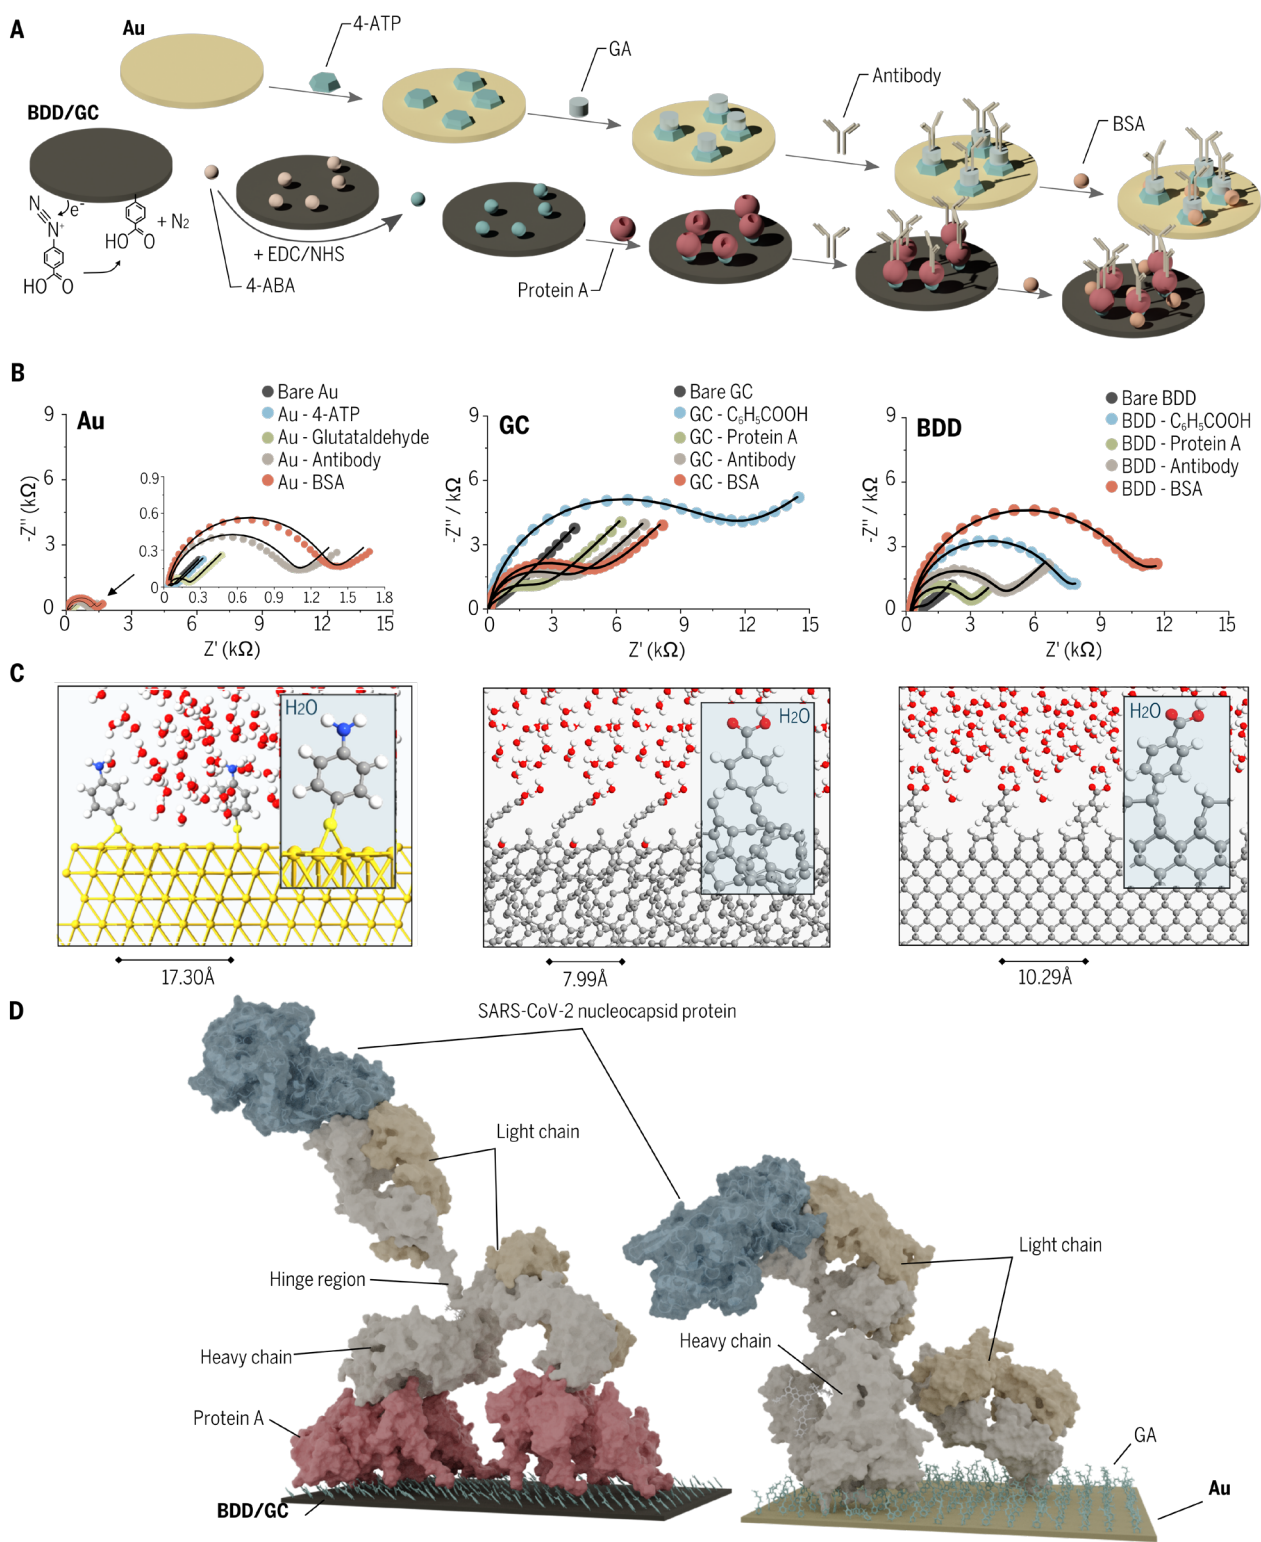 A
Au
4-ATP
GA
Antibody
BSA
BDD/GC
N
N+
e-
+ N2
HO
O
HO
O
+ EDC/NHS
4-ABA
Protein A
B
Au
Bare Au
Au - 4-ATP
Au - Glutataldehyde
Au - Antibody
Au - BSA
-Z'' (kΩ)
9
6
3
0
0.9
0.6
0.3
0
0 0.3 0.6 0.9 1.2 1.5 1.8
0 3 6 9 12 15
Z' (kΩ)
GC
Bare GC
GC - C6H5COOH
GC - Protein A
GC - Antibody
GC - BSA
-Z'' / kΩ
9
6
3
0
0 3 6 9 12 15
Z' (kΩ)
BDD
Bare BDD
BDD - C6H5COOH
BDD - Protein A
BDD - Antibody
BDD - BSA
-Z'' / kΩ
9
6
3
0
0 3 6 9 12 15
Z' (kΩ)
C
H2O
H2O
H2O
17.30Å
7.99Å
10.29Å
D
SARS-CoV-2 nucleocapsid protein
Light chain
Hinge region
Heavy chain
Protein A
BDD/GC
Light chain
Heavy chain
GA
Au